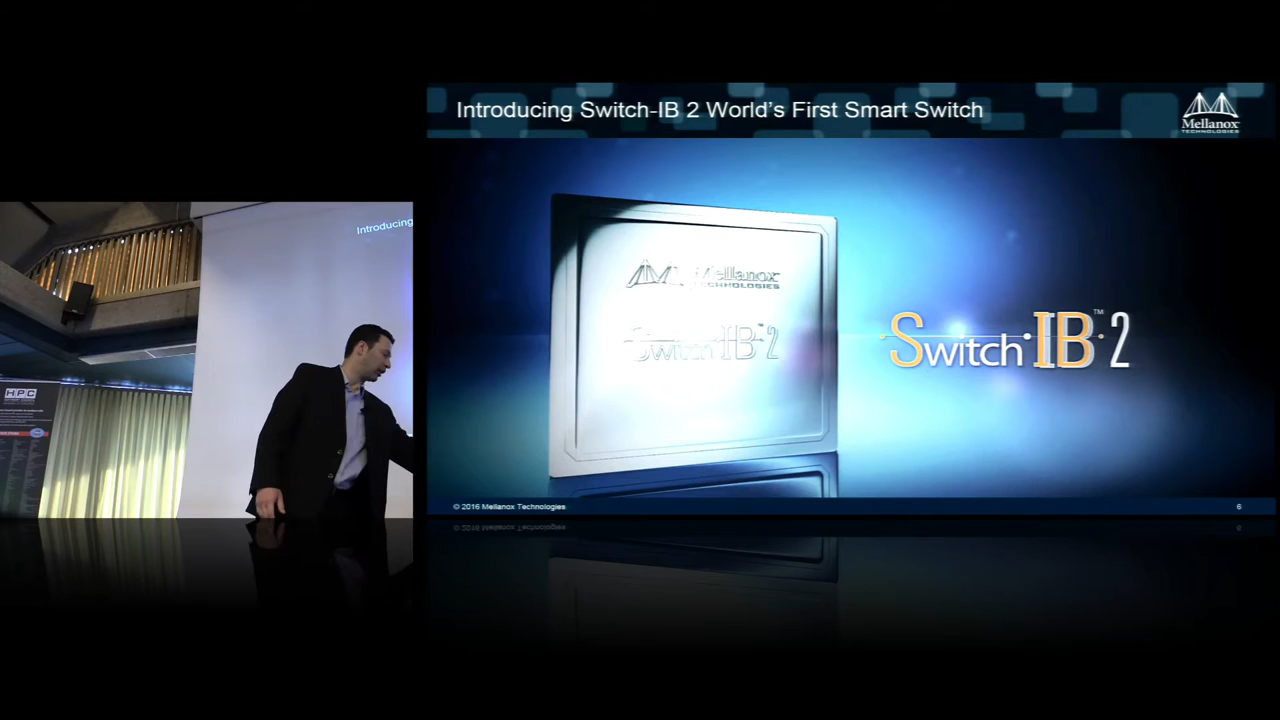 Introducing Switch-IB 2 World's First Smart Switch
Mellanox
TECHNOLOGIES
Introducing
Mellanox
TECHNOLOGIES
Switch IB™ 2
Switch IB™ 2
HPC
© 2016 Mellanox Technologies
6